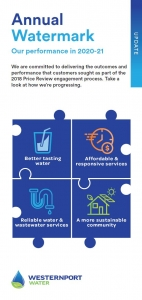 Annual
Watermark
Our performance in 2020-21
UPDATE
We are committed to delivering the outcomes and
performance that customers sought as part of the
2018 Price Review engagement process. Take a
look at how we're progressing.
Better tasting
water
Affordable &
responsive services
Reliable water &
wastewater services
A more sustainable
community
WESTERNPORT
WATER